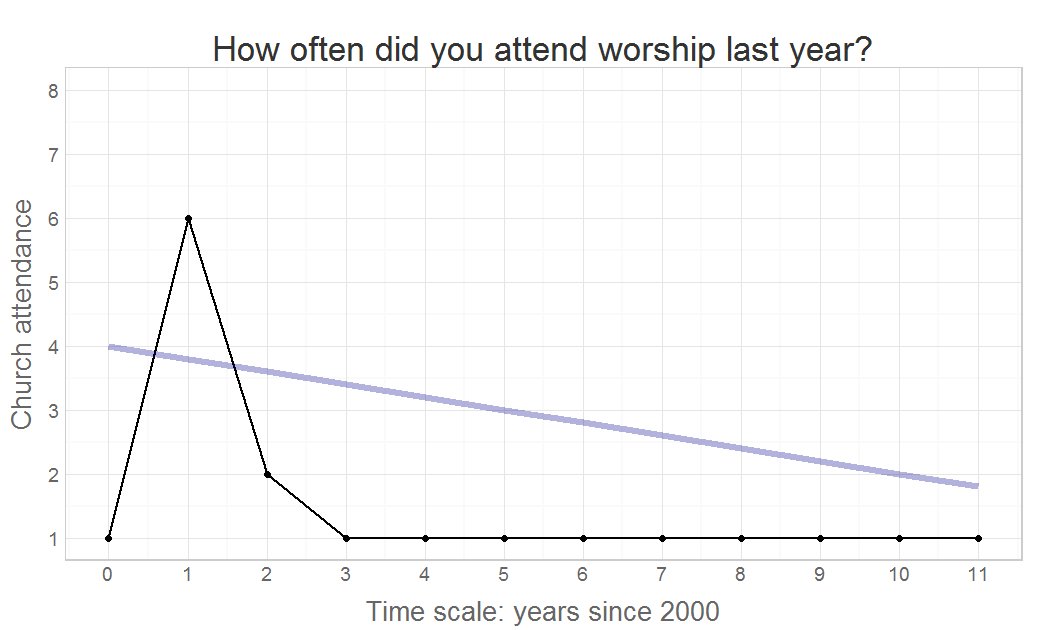 How often did you attend worship last year?
Church attendance
8
7
6
5
4
3
2
1
0 1 2 3 4 5 6 7 8 9 10 11
Time scale: years since 2000